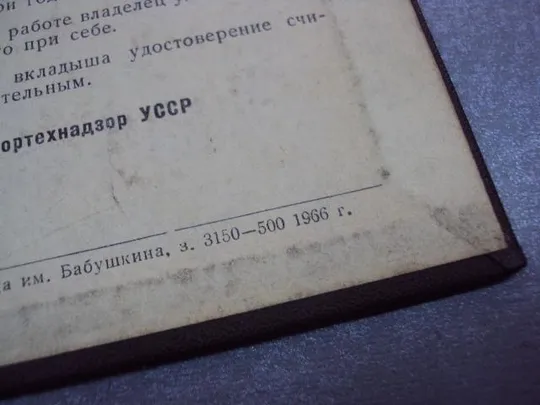 работе владелец
о при себе.
вкладыша удостоверение счи-
тельным.
ортехнадзор УССР
а им. Бабушкина, з. 3150—500 1966 г.